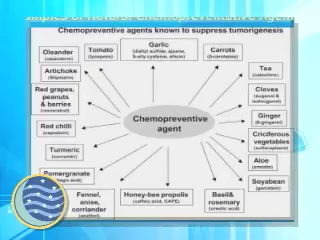 Chemopreventive agents known to suppress tumorigenesis
Oleander
(oleanderin)
Tomato
(lycopene)
Garlic
(diallyl sulfide, ajoene,
S-allyl cysteine, allicin)
Carrots
(β-carotene)
Artichoke
(Silymarin)
Tea
(catechins)
Red grapes,
peanuts
& berries
(resveratrol)
Cloves
(eugenol &
isoeugenol)
Chemopreventive
agent
Ginger
(6-gingerol)
Red chilli
(capsaicin)
Criciferous
vegetables
(sulforaphane)
Turmeric
(curcumin)
Aloe
(emodin)
Pomegranate
Soyabean
(genistein)
Fennel,
anise,
corriander
(anethol)
Honey-bee propolis
(caffeic acid, CAPE)
Basil&
rosemary
(ursolic acid)